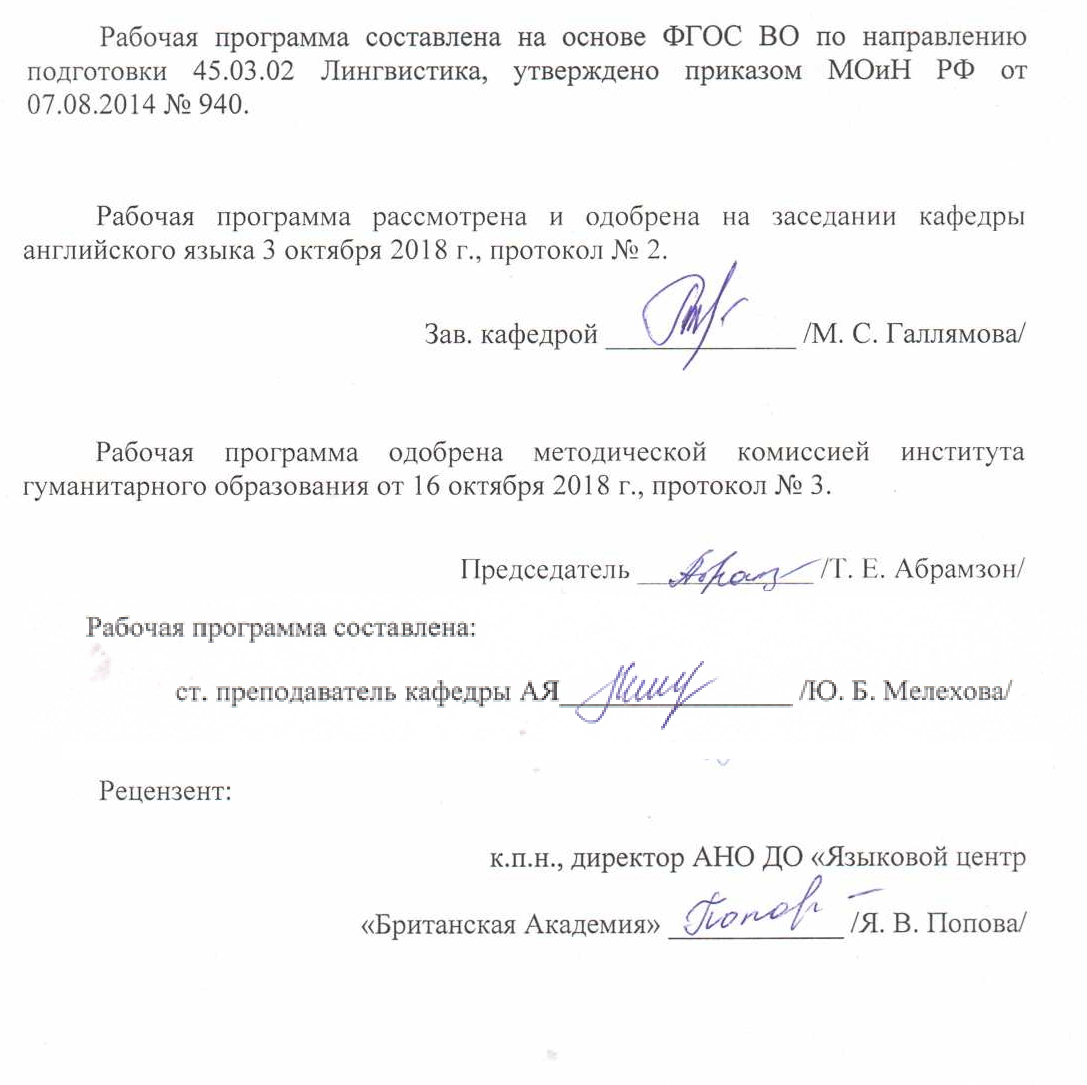 Рабочая программа составлена на основе ФГОС ВО по направлению
подготовки 45.03.02 Лингвистика, утверждено приказом МОиН РФ от
07.08.2014 № 940.
Рабочая программа рассмотрена и одобрена на заседании кафедры
английского языка 3 октября 2018 г., протокол № 2.
Зав. кафедрой _____________ /М. С. Галлямова/
Рабочая программа одобрена методической комиссией института
гуманитарного образования от 16 октября 2018 г., протокол № 3.
Председатель ____________ /Т. Е. Абрамзон/
Рабочая программа составлена:
ст. преподаватель кафедры АЯ________________ /Ю. Б. Мелехова/
Рецензент:
к.п.н., директор АНО ДО «Языковой центр
«Британская Академия» ____________ /Я. В. Попова/